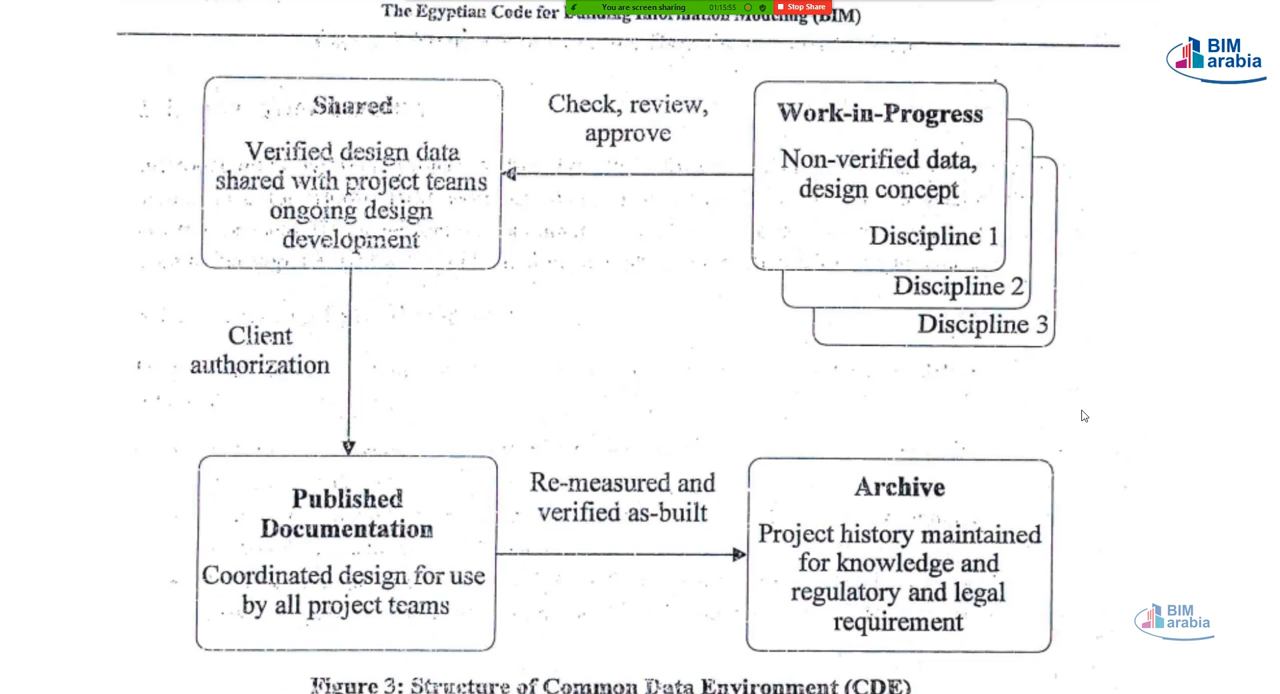 The Egyptian Code for Building Information Modeling (BIM)
You are screen sharing
01:15:55
Stop Share
BIM
arabia
Shared
Verified design data
shared with project teams
ongoing design
development
Check, review,
approve
Work-in-Progress
Non-verified data,
design concept
Discipline 1
Discipline 2
Discipline 3
Client
authorization
Published
Documentation
Coordinated design for use
by all project teams
Re-measured and
verified as-built
Archive
Project history maintained
for knowledge and
regulatory and legal
requirement
BIM
arabia
Figure 3: Structure of Common Data Environment (CDE)